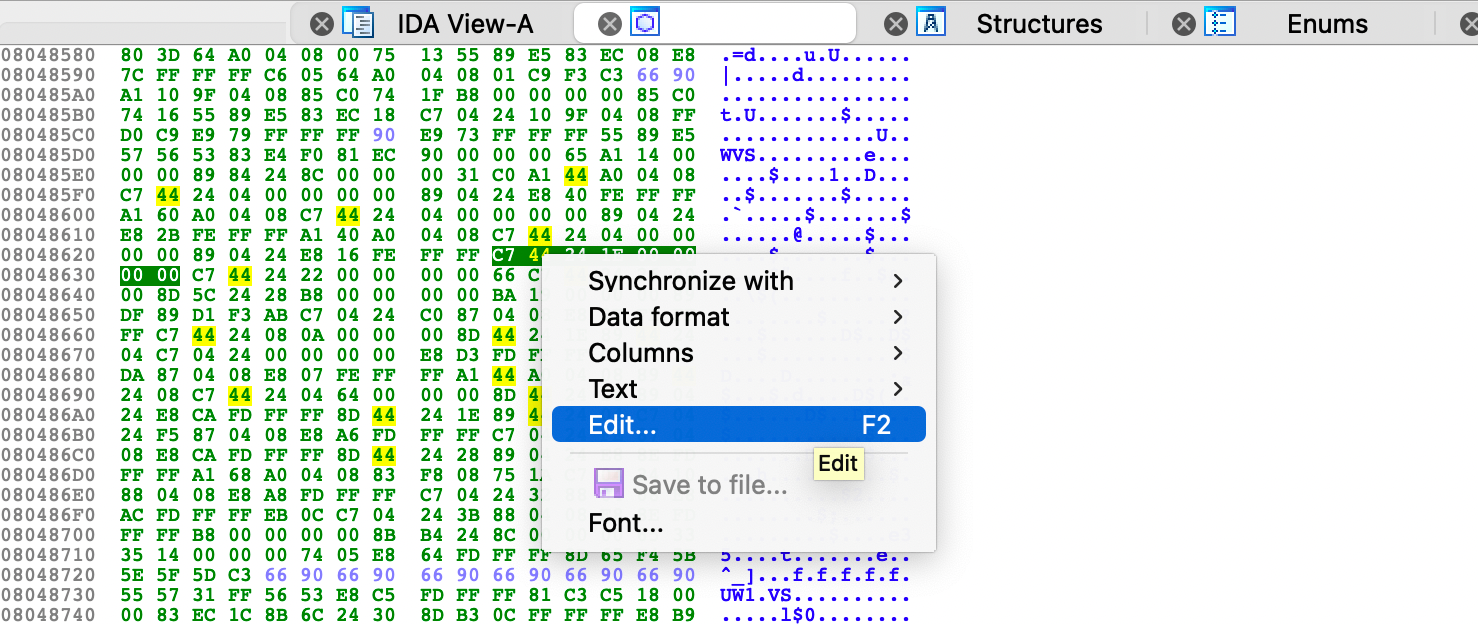 IDA View-A Structures Enums
08048580 80 3D 64 A0 04 08 00 75 13 55 89 E5 83 EC 08 E8 .=d....u.U......
08048590 7C FF FF FF C6 05 64 A0 04 08 01 C9 F3 C3 66 90 |.....d.........
080485A0 A1 10 9F 04 08 85 C0 74 1F B8 00 00 00 00 85 C0 ................
080485B0 74 16 55 89 E5 83 EC 18 C7 04 24 10 9F 04 08 FF t.U.......$.....
080485C0 D0 C9 E9 79 FF FF FF 90 E9 73 FF FF FF 55 89 E5 .............U..
080485D0 57 56 53 83 E4 F0 81 EC 90 00 00 00 65 A1 14 00 WVS.........e...
080485E0 00 00 89 84 24 8C 00 00 00 31 C0 A1 44 A0 04 08 ....$....1..D...
080485F0 C7 44 24 04 00 00 00 00 89 04 24 E8 40 FE FF FF ..$.......$.....
08048600 A1 60 A0 04 08 C7 44 24 04 00 00 00 00 89 04 24 .`.....$.......$
08048610 E8 2B FE FF FF A1 40 A0 04 08 C7 44 24 04 00 00 ......@.....$...
08048620 00 00 89 04 24 E8 16 FE FF FF C7
08048630 00 00 C7 44 24 22 00 00 00 00 66
Synchronize with
08048640 00 8D 5C 24 28 B8 00 00 00 00 BA
08048650 DF 89 D1 F3 AB C7 04 24 C0 87 04
Data format
08048660 FF C7 44 24 08 0A 00 00 00 8D 44
08048670 04 C7 04 24 00 00 00 00 E8 D3 FD
Columns
08048680 DA 87 04 08 E8 07 FE FF FF A1 44
08048690 24 08 C7 44 24 04 64 00 00 00 8D
Text
080486A0 24 E8 CA FD FF FF 8D 44 24 1E 89
080486B0 24 F5 87 04 08 E8 A6 FD FF FF C7
Edit... F2
080486C0 08 E8 CA FD FF FF 8D 44 24 28 89
Edit
080486D0 FF FF A1 68 A0 04 08 83 F8 08 75
Save to file...
080486E0 88 04 08 E8 A8 FD FF FF C7 04 24
080486F0 AC FD FF FF EB 0C C7 04 24 3B 88
Font...
08048700 FF FF B8 00 00 00 00 8B B4 24 8C
08048710 35 14 00 00 00 74 05 E8 64 FD FF FF 8D 65 F4 5B 5....t......e..
08048720 5E 5F 5D C3 66 90 66 90 66 90 66 90 66 90 66 90 ^_]...f.f.f.f.f.
08048730 55 57 31 FF 56 53 E8 C5 FD FF FF 81 C3 C5 18 00 UW1.VS..........
08048740 00 83 EC 1C 8B 6C 24 30 8D B3 0C FF FF FF E8 B9 .....l$0........